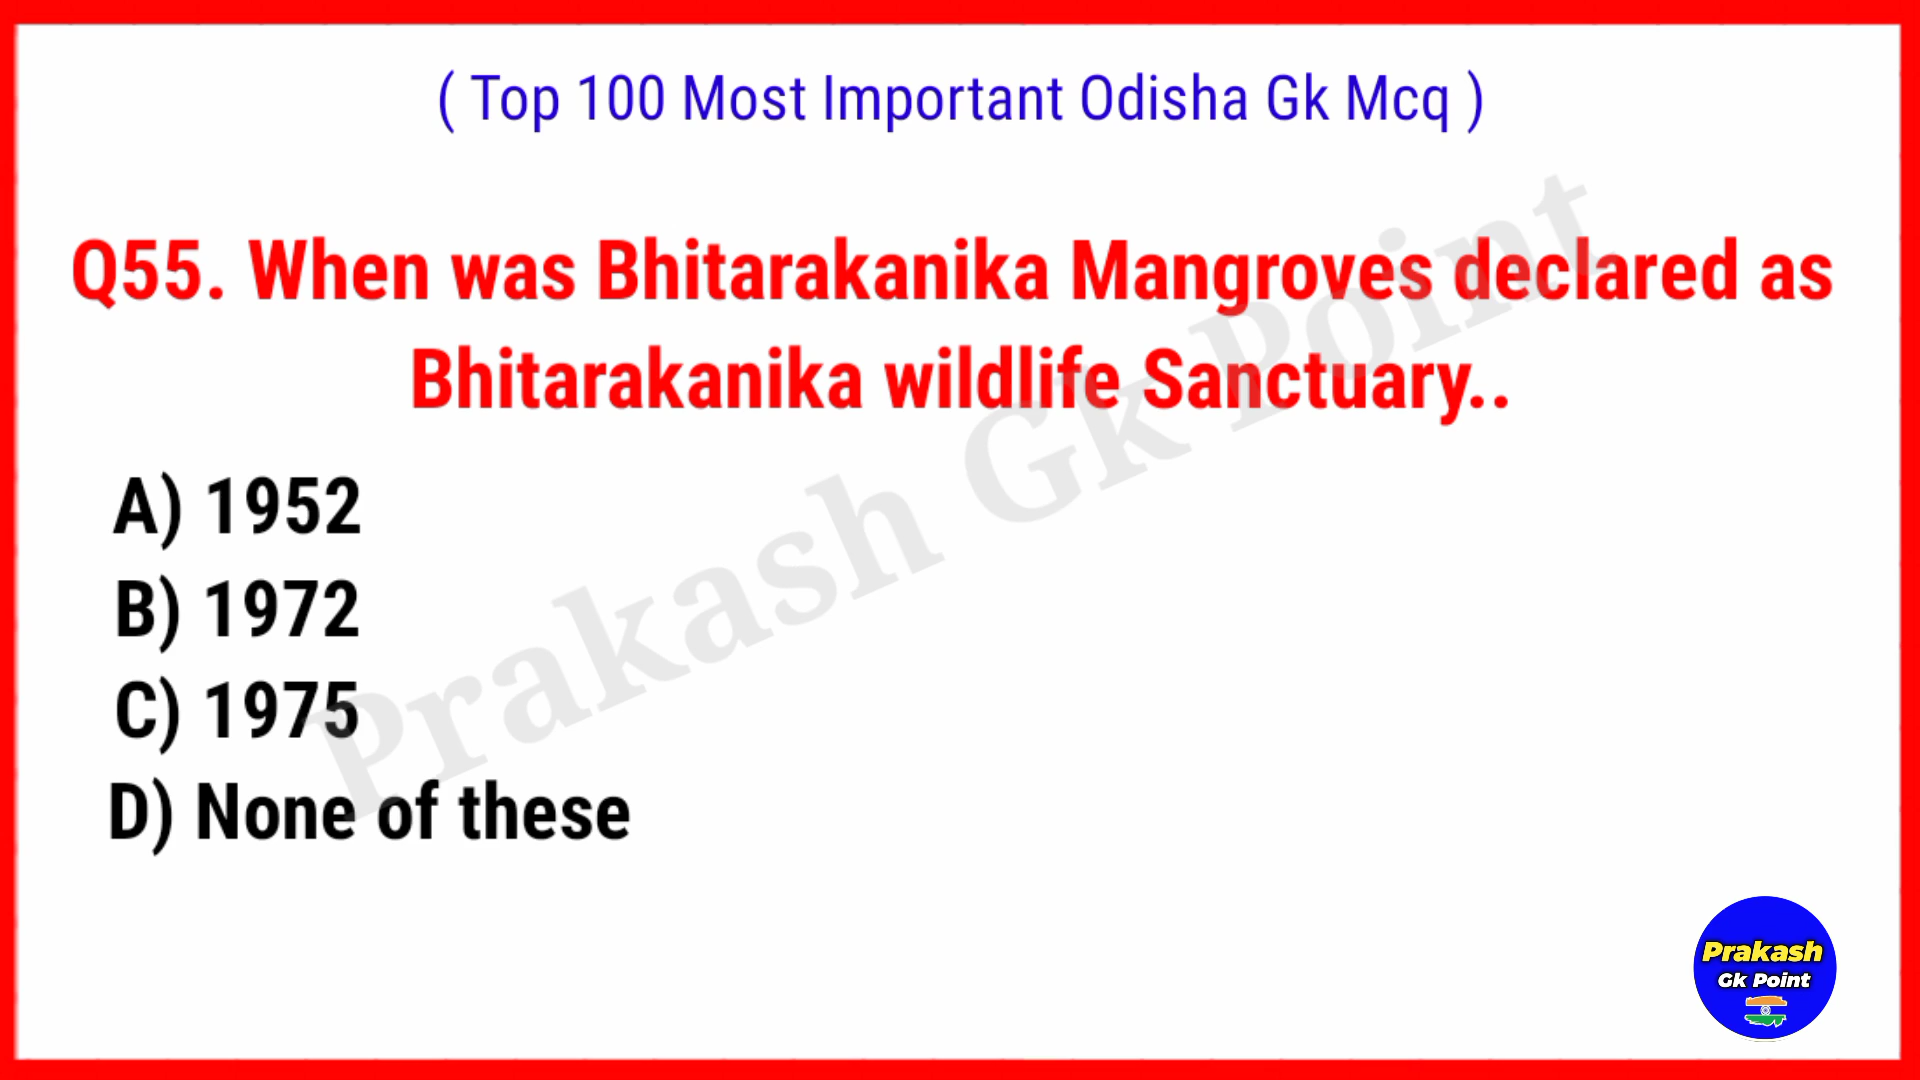 ( Top 100 Most Important Odisha Gk Mcq )
Q55. When was Bhitarakanika Mangroves declared as
Bhitarakanika wildlife Sanctuary..
A) 1952
B) 1972
C) 1975
D) None of these
Prakash Gk Point
Prakash
Gk Point